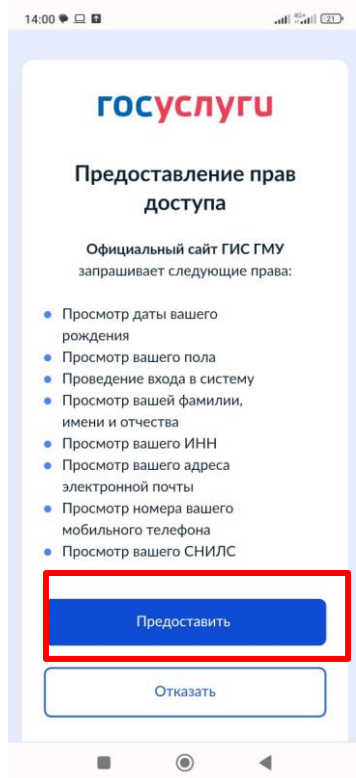 14:00
4G+
21
госуслуги
Предоставление прав
доступа
Официальный сайт ГИС ГМУ
запрашивает следующие права:
Просмотр даты вашего
рождения
Просмотр вашего пола
Проведение входа в систему
Просмотр вашей фамилии,
имени и отчества
Просмотр вашего ИНН
Просмотр вашего адреса
электронной почты
Просмотр номера вашего
мобильного телефона
Просмотр вашего СНИЛС
Предоставить
Отказать